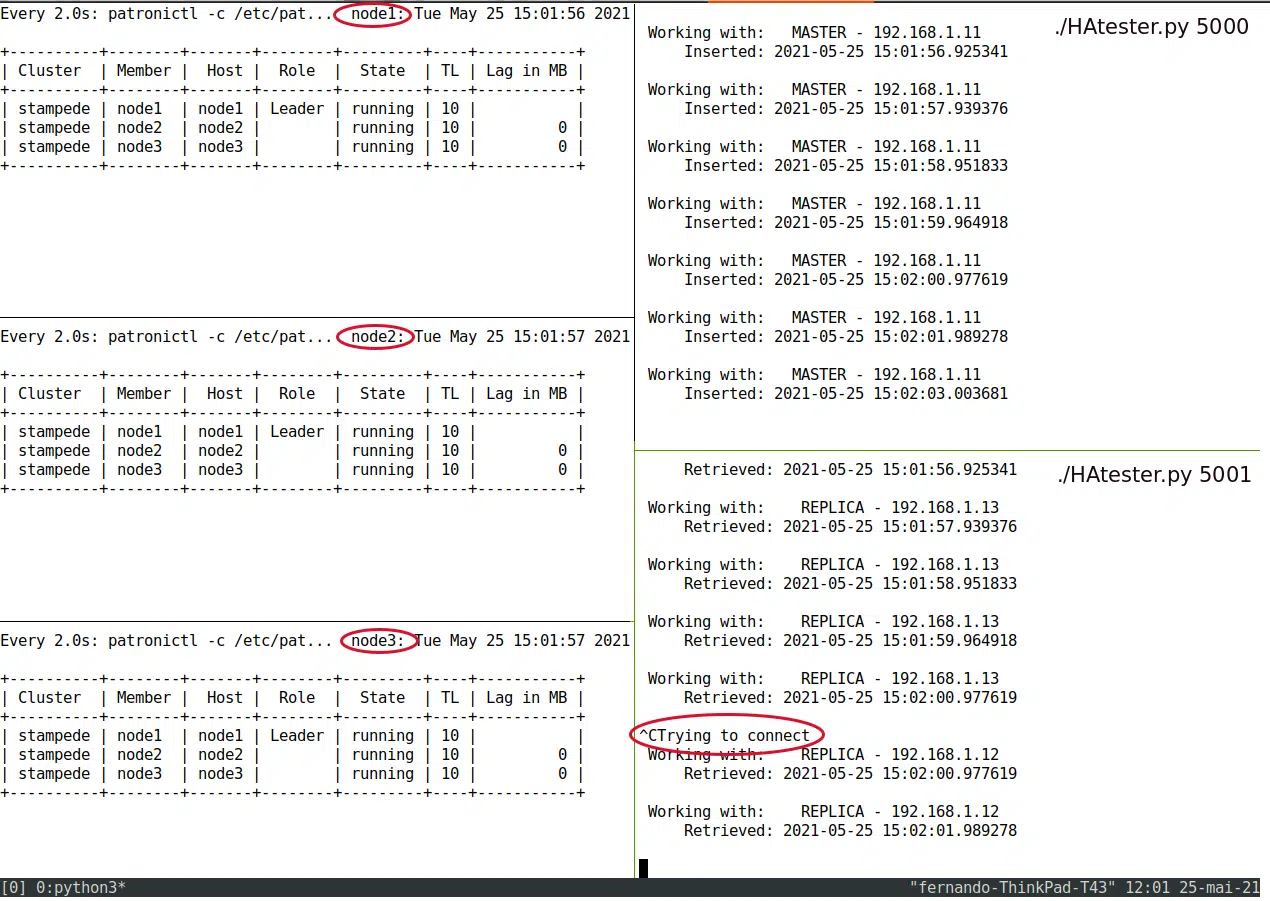 Every 2.0s: patronictl -c /etc/pat...  node1: Tue May 25 15:01:56 2021
+----------+--------+-------+--------+---------+----+-----------+
| Cluster  | Member |  Host |  Role  |  State  | TL | Lag in MB |
+----------+--------+-------+--------+---------+----+-----------+
| stampede | node1  | node1 | Leader | running | 10 |           |
| stampede | node2  | node2 |        | running | 10 |         0 |
| stampede | node3  | node3 |        | running | 10 |         0 |
+----------+--------+-------+--------+---------+----+-----------+
Every 2.0s: patronictl -c /etc/pat...  node2: Tue May 25 15:01:57 2021
+----------+--------+-------+--------+---------+----+-----------+
| Cluster  | Member |  Host |  Role  |  State  | TL | Lag in MB |
+----------+--------+-------+--------+---------+----+-----------+
| stampede | node1  | node1 | Leader | running | 10 |           |
| stampede | node2  | node2 |        | running | 10 |         0 |
| stampede | node3  | node3 |        | running | 10 |         0 |
+----------+--------+-------+--------+---------+----+-----------+
Every 2.0s: patronictl -c /etc/pat...  node3: Tue May 25 15:01:57 2021
+----------+--------+-------+--------+---------+----+-----------+
| Cluster  | Member |  Host |  Role  |  State  | TL | Lag in MB |
+----------+--------+-------+--------+---------+----+-----------+
| stampede | node1  | node1 | Leader | running | 10 |           |
| stampede | node2  | node2 |        | running | 10 |         0 |
| stampede | node3  | node3 |        | running | 10 |         0 |
+----------+--------+-------+--------+---------+----+-----------+
./HAtester.py 5000
Working with:   MASTER - 192.168.1.11
Inserted: 2021-05-25 15:01:56.925341
Working with:   MASTER - 192.168.1.11
Inserted: 2021-05-25 15:01:57.939376
Working with:   MASTER - 192.168.1.11
Inserted: 2021-05-25 15:01:58.951833
Working with:   MASTER - 192.168.1.11
Inserted: 2021-05-25 15:01:59.964918
Working with:   MASTER - 192.168.1.11
Inserted: 2021-05-25 15:02:00.977619
Working with:   MASTER - 192.168.1.11
Inserted: 2021-05-25 15:02:01.989278
Working with:   MASTER - 192.168.1.11
Inserted: 2021-05-25 15:02:03.003681
Retrieved: 2021-05-25 15:01:56.925341
./HAtester.py 5001
Working with:    REPLICA - 192.168.1.13
Retrieved: 2021-05-25 15:01:57.939376
Working with:    REPLICA - 192.168.1.13
Retrieved: 2021-05-25 15:01:58.951833
Working with:    REPLICA - 192.168.1.13
Retrieved: 2021-05-25 15:01:59.964918
Working with:    REPLICA - 192.168.1.13
Retrieved: 2021-05-25 15:02:00.977619
^CTrying to connect
Working with:    REPLICA - 192.168.1.12
Retrieved: 2021-05-25 15:02:00.977619
Working with:    REPLICA - 192.168.1.12
Retrieved: 2021-05-25 15:02:01.989278
[0] 0:python3*
"fernando-ThinkPad-T43" 12:01 25-mai-21